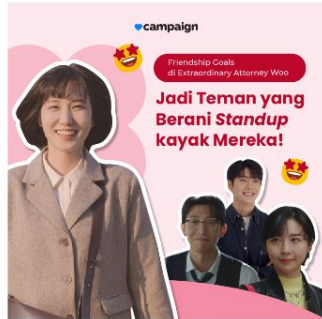 campaign
Friendship Goals
di Extraordinary Attorney Woo
Jadi Teman yang
Berani Standup
kayak Mereka!